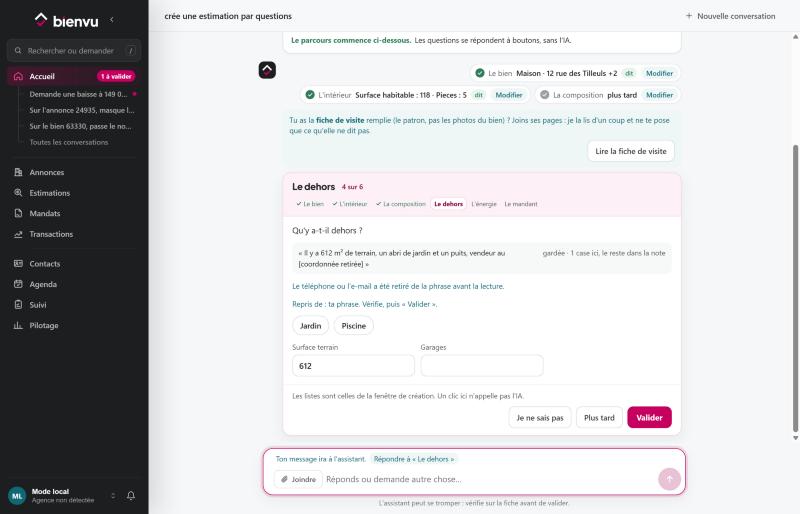 bienvu
Rechercher ou demander /
Accueil 1 à valider
Demande une baisse à 149 0...
Sur l'annonce 24935, masque l...
Sur le bien 63330, passe le no...
Toutes les conversations
Annonces
Estimations
Mandats
Transactions
Contacts
Agenda
Suivi
Pilotage
ML Mode local
Agence non détectée
crée une estimation par questions
Nouvelle conversation
Le parcours commence ci-dessous. Les questions se répondent à boutons, sans l'IA.
Le bien Maison · 12 rue des Tilleuls +2 dit Modifier
L'intérieur Surface habitable : 118 · Pieces : 5 dit Modifier
La composition plus tard Modifier
Tu as la fiche de visite remplie (le patron, pas les photos du bien) ? Joins ses pages : je la lis d'un coup et ne te pose
que ce qu'elle ne dit pas.
Lire la fiche de visite
Le dehors 4 sur 6
Le bien L'intérieur La composition Le dehors L'énergie Le mandant
Qu'y a-t-il dehors ?
« Il y a 612 m² de terrain, un abri de jardin et un puits, vendeur au
[coordonnée retirée] »
gardée · 1 case ici, le reste dans la note
Le téléphone ou l'e-mail a été retiré de la phrase avant la lecture.
Repris de : ta phrase. Vérifie, puis « Valider ».
Jardin Piscine
Surface terrain Garages
612
Les listes sont celles de la fenêtre de création. Un clic ici n'appelle pas l'IA.
Je ne sais pas Plus tard Valider
Ton message ira à l'assistant. Répondre à « Le dehors »
Joindre Réponds ou demande autre chose...
L'assistant peut se tromper : vérifie sur la fiche avant de valider.